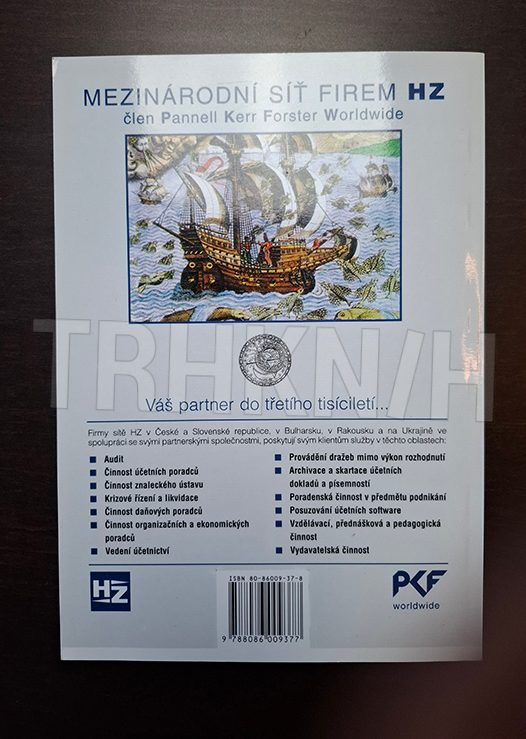 MEZINÁRODNÍ SÍŤ FIREM HZ
člen Pannell Kerr Forster Worldwide
TRHKNIH
Váš partner do třetího tisíciletí...
Firmy sítě HZ v České a Slovenské republice, v Bulharsku, v Rakousku a na Ukrajině ve
spolupráci se svými partnerskými společnostmi, poskytují svým klientům služby v těchto oblastech:
Audit
Činnost účetních poradců
Činnost znaleckého ústavu
Krizové řízení a likvidace
Činnost daňových poradců
Činnost organizačních a ekonomických
poradců
Vedení účetnictví
Provádění dražeb mimo výkon rozhodnutí
Archivace a skartace účetních
dokladů a písemností
Poradenská činnost v předmětu podnikání
Posuzování účetních software
Vzdělávací, přednášková a pedagogická
činnost
Vydavatelská činnost
HZ
ISBN 80-86009-37-8
9 788086 009377
PKF
worldwide